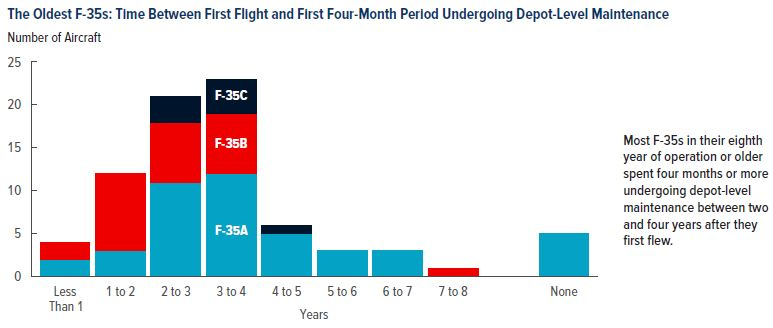 The Oldest F-35s: Time Between First Flight and First Four-Month Period Undergoing Depot-Level Maintenance
Number of Aircraft
25
20
15
10
5
0
F-35C
F-35B
F-35A
Less
Than 1
1 to 2
2 to 3
3 to 4
4 to 5
5 to 6
6 to 7
7 to 8
None
Years
Most F-35s in their eighth
year of operation or older
spent four months or more
undergoing depot-level
maintenance between two
and four years after they
first flew.